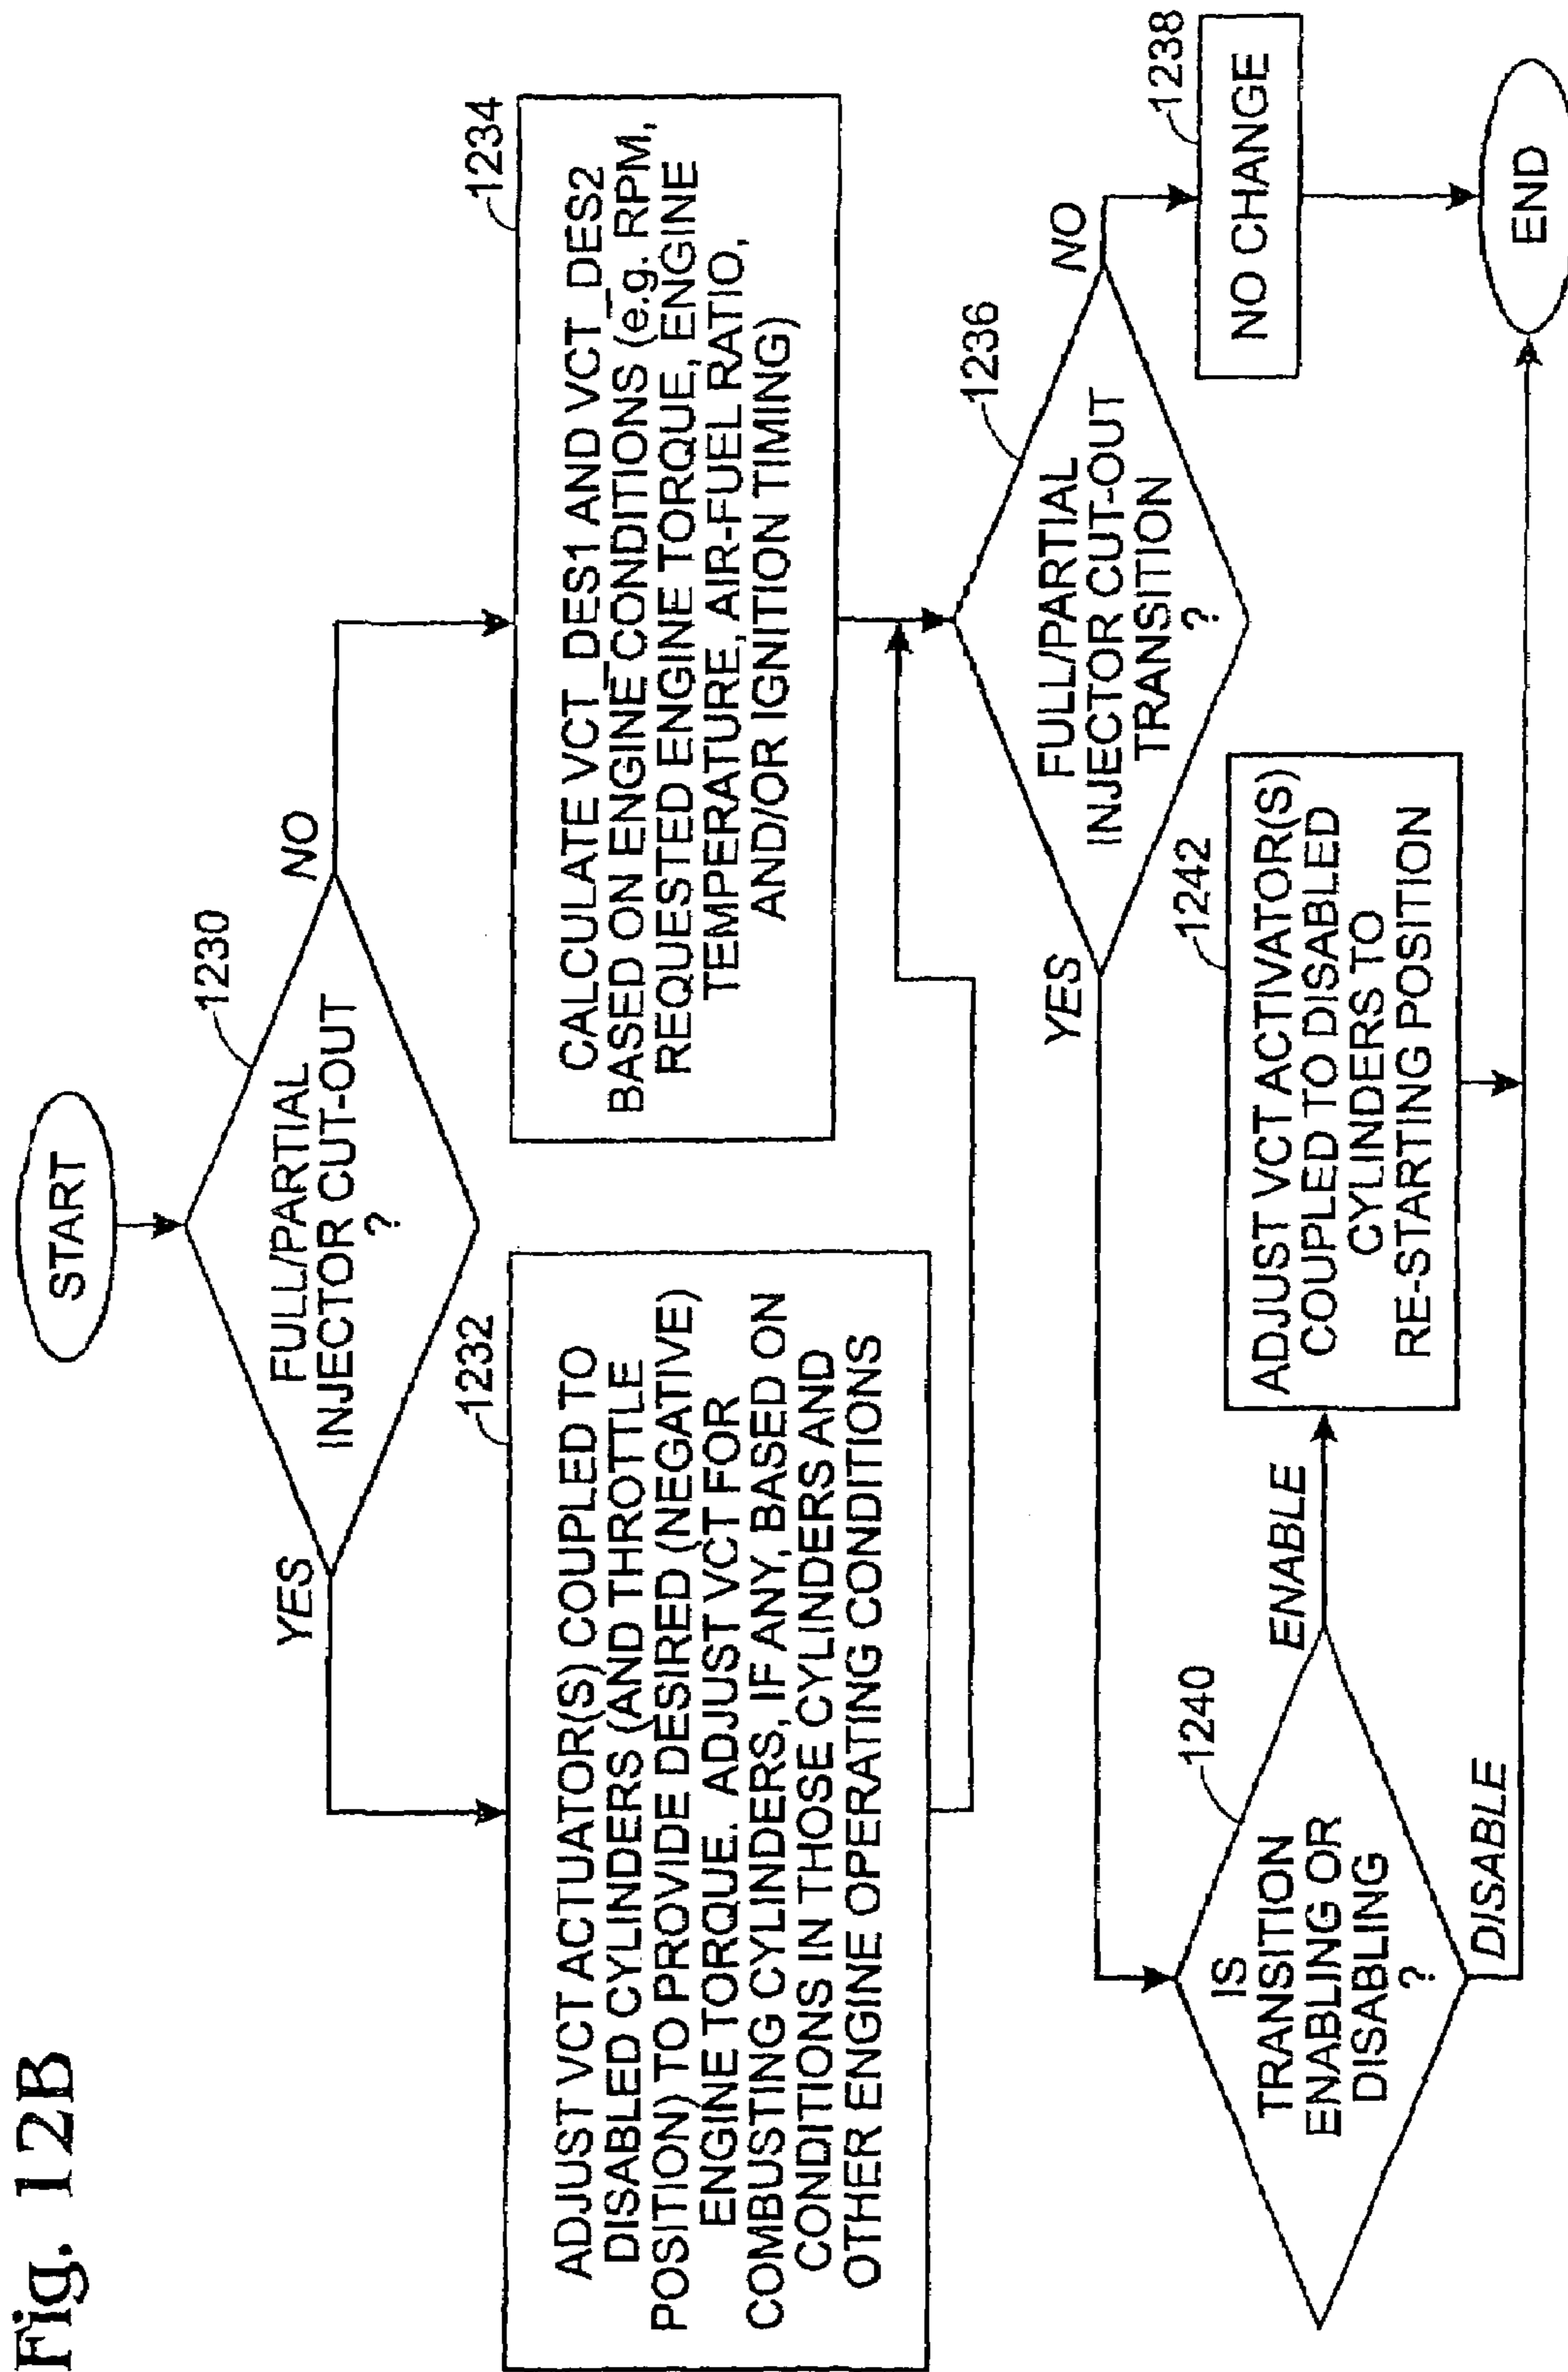 Fig. 12B
START
1230
FULL/PARTIAL
INJECTOR CUT-OUT
?
YES
NO
1232
ADJUST VCT ACTUATOR(S) COUPLED TO
DISABLED CYLINDERS (AND THROTTLE
POSITION) TO PROVIDE DESIRED (NEGATIVE)
ENGINE TORQUE. ADJUST VCT FOR
COMBUSTING CYLINDERS, IF ANY, BASED ON
CONDITIONS IN THOSE CYLINDERS AND
OTHER ENGINE OPERATING CONDITIONS
1234
CALCULATE VCT_DES1 AND VCT_DES2
BASED ON ENGINE CONDITIONS (e.g. RPM,
REQUESTED ENGINE TORQUE, ENGINE
TEMPERATURE, AIR-FUEL RATIO,
AND/OR IGNITION TIMING)
1236
FULL/PARTIAL
INJECTOR CUT-OUT
TRANSITION
?
YES
NO
1238
NO CHANGE
1240
IS
TRANSITION
ENABLING OR
DISABLING
?
ENABLE
DISABLE
1242
ADJUST VCT ACTIVATOR(S)
COUPLED TO DISABLED
CYLINDERS TO
RE-STARTING POSITION
END